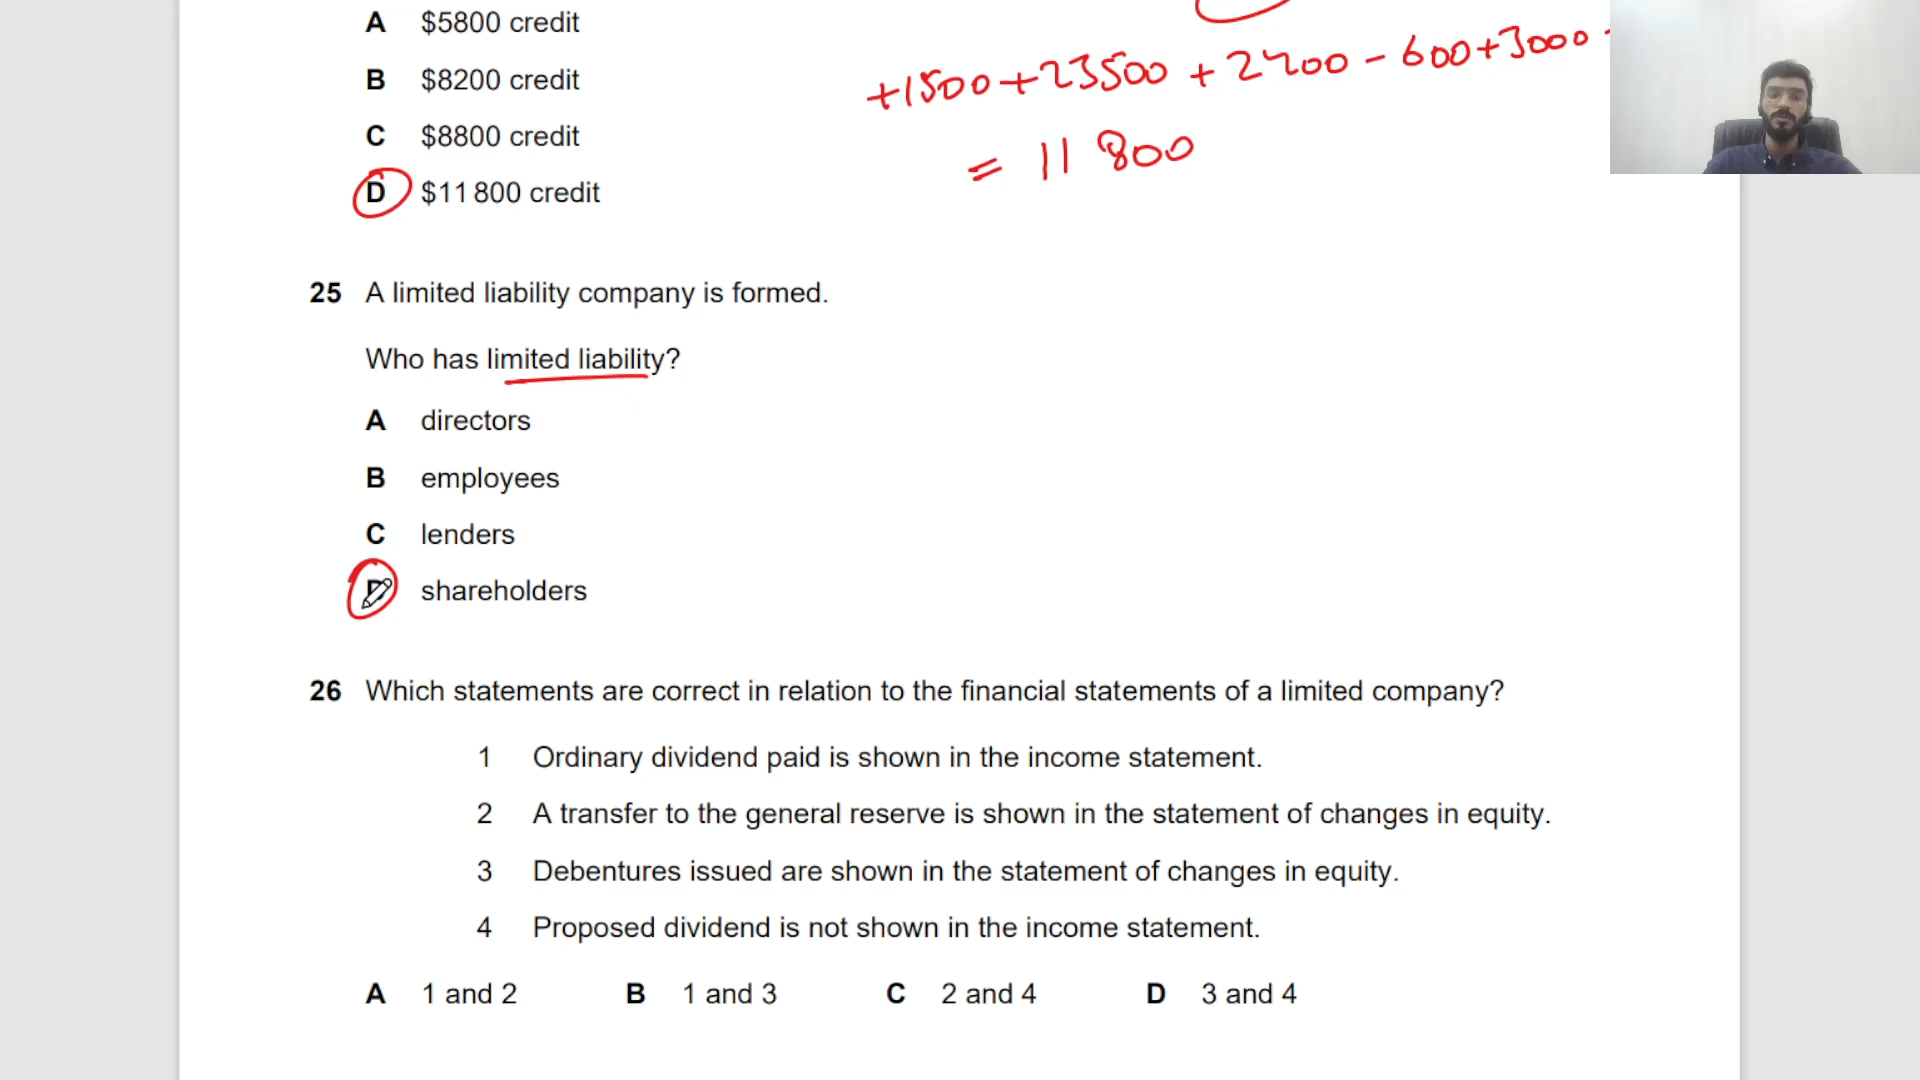 A $5800 credit
+1500+23500 + 2200 - 600+3000 -
B $8200 credit
C $8800 credit
= 11 800
D $11 800 credit
25 A limited liability company is formed.
Who has limited liability?
A directors
B employees
C lenders
D shareholders
26 Which statements are correct in relation to the financial statements of a limited company?
1 Ordinary dividend paid is shown in the income statement.
2 A transfer to the general reserve is shown in the statement of changes in equity.
3 Debentures issued are shown in the statement of changes in equity.
4 Proposed dividend is not shown in the income statement.
A 1 and 2 B 1 and 3 C 2 and 4 D 3 and 4